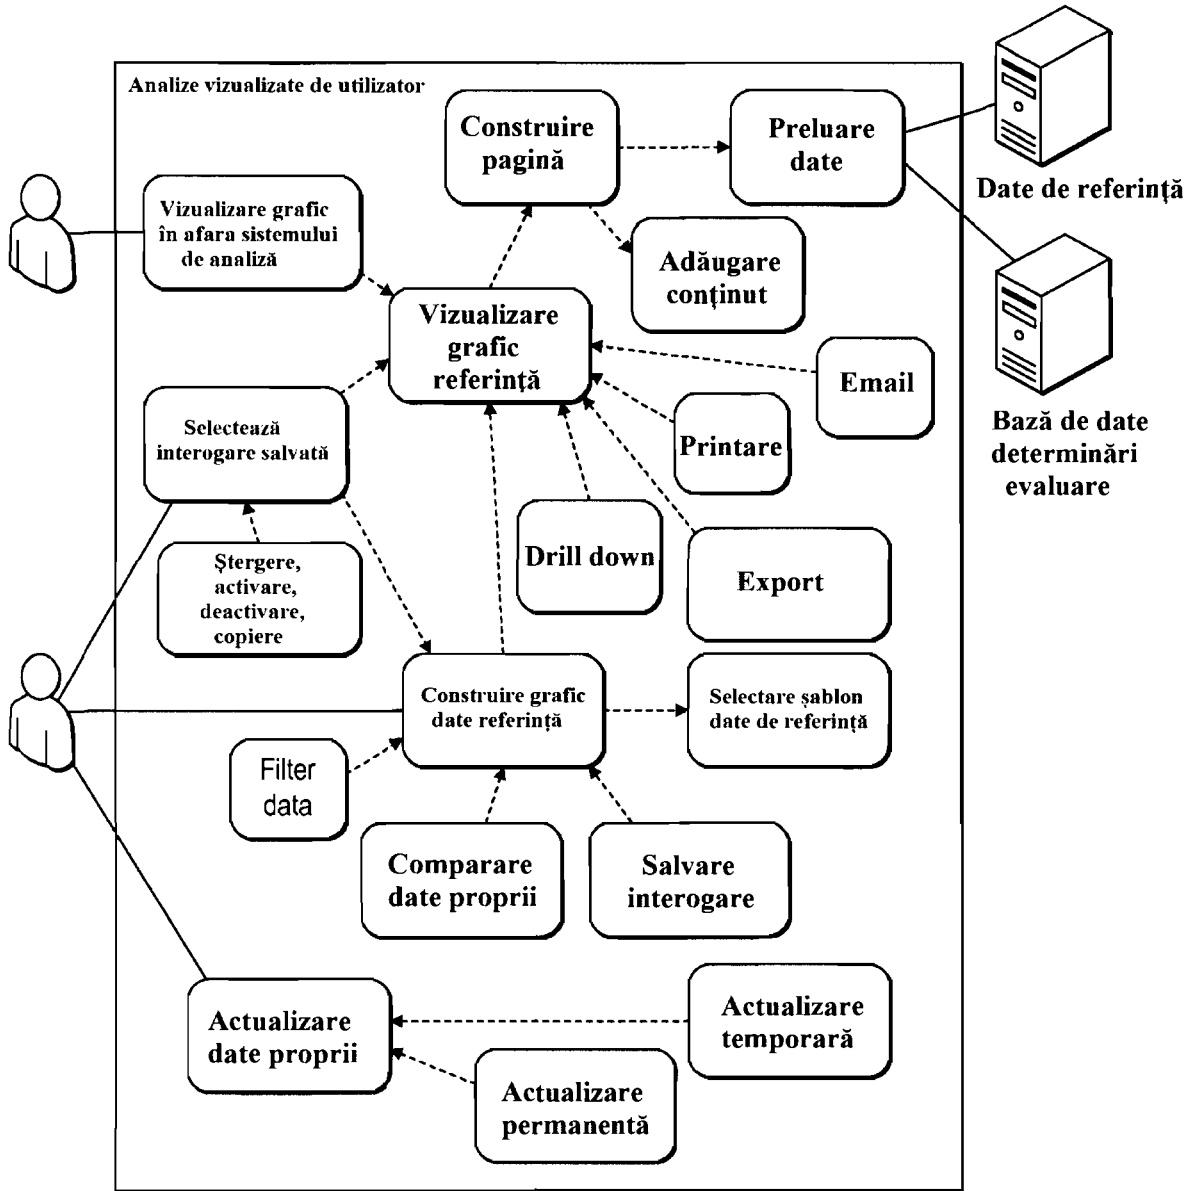 Analize vizualizate de utilizator
Construire
pagină
Preluare
date
Date de referință
Vizualizare grafic
în afara sistemului
de analiză
Adăugare
conținut
Vizualizare
grafic
referință
Email
Bază de date
determinări
evaluare
Selectează
interogare salvată
Printare
Drill down
Export
Ștergere,
activare,
deactivare,
copiere
Construire grafic
date referință
Selectare șablon
date de referință
Filter
data
Comparare
date proprii
Salvare
interogare
Actualizare
date proprii
Actualizare
temporară
Actualizare
permanentă